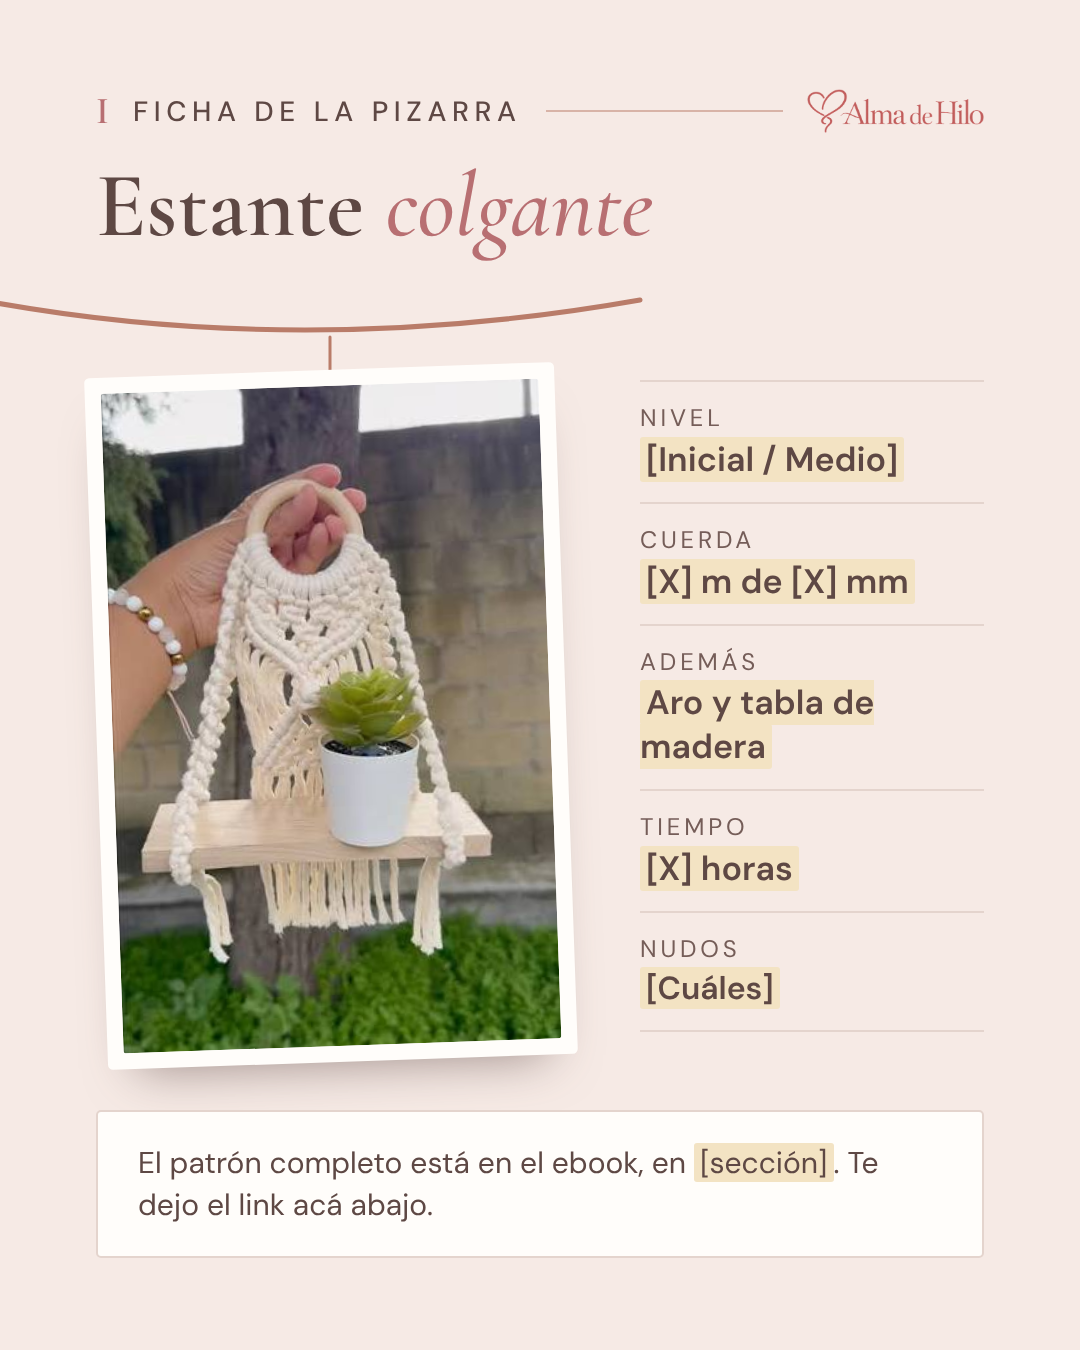 I FICHA DE LA PIZARRA
Alma de Hilo
Estante colgante
NIVEL
[Inicial / Medio]
CUERDA
[X] m de [X] mm
ADEMÁS
Aro y tabla de
madera
TIEMPO
[X] horas
NUDOS
[Cuáles]
El patrón completo está en el ebook, en [sección]. Te
dejo el link acá abajo.